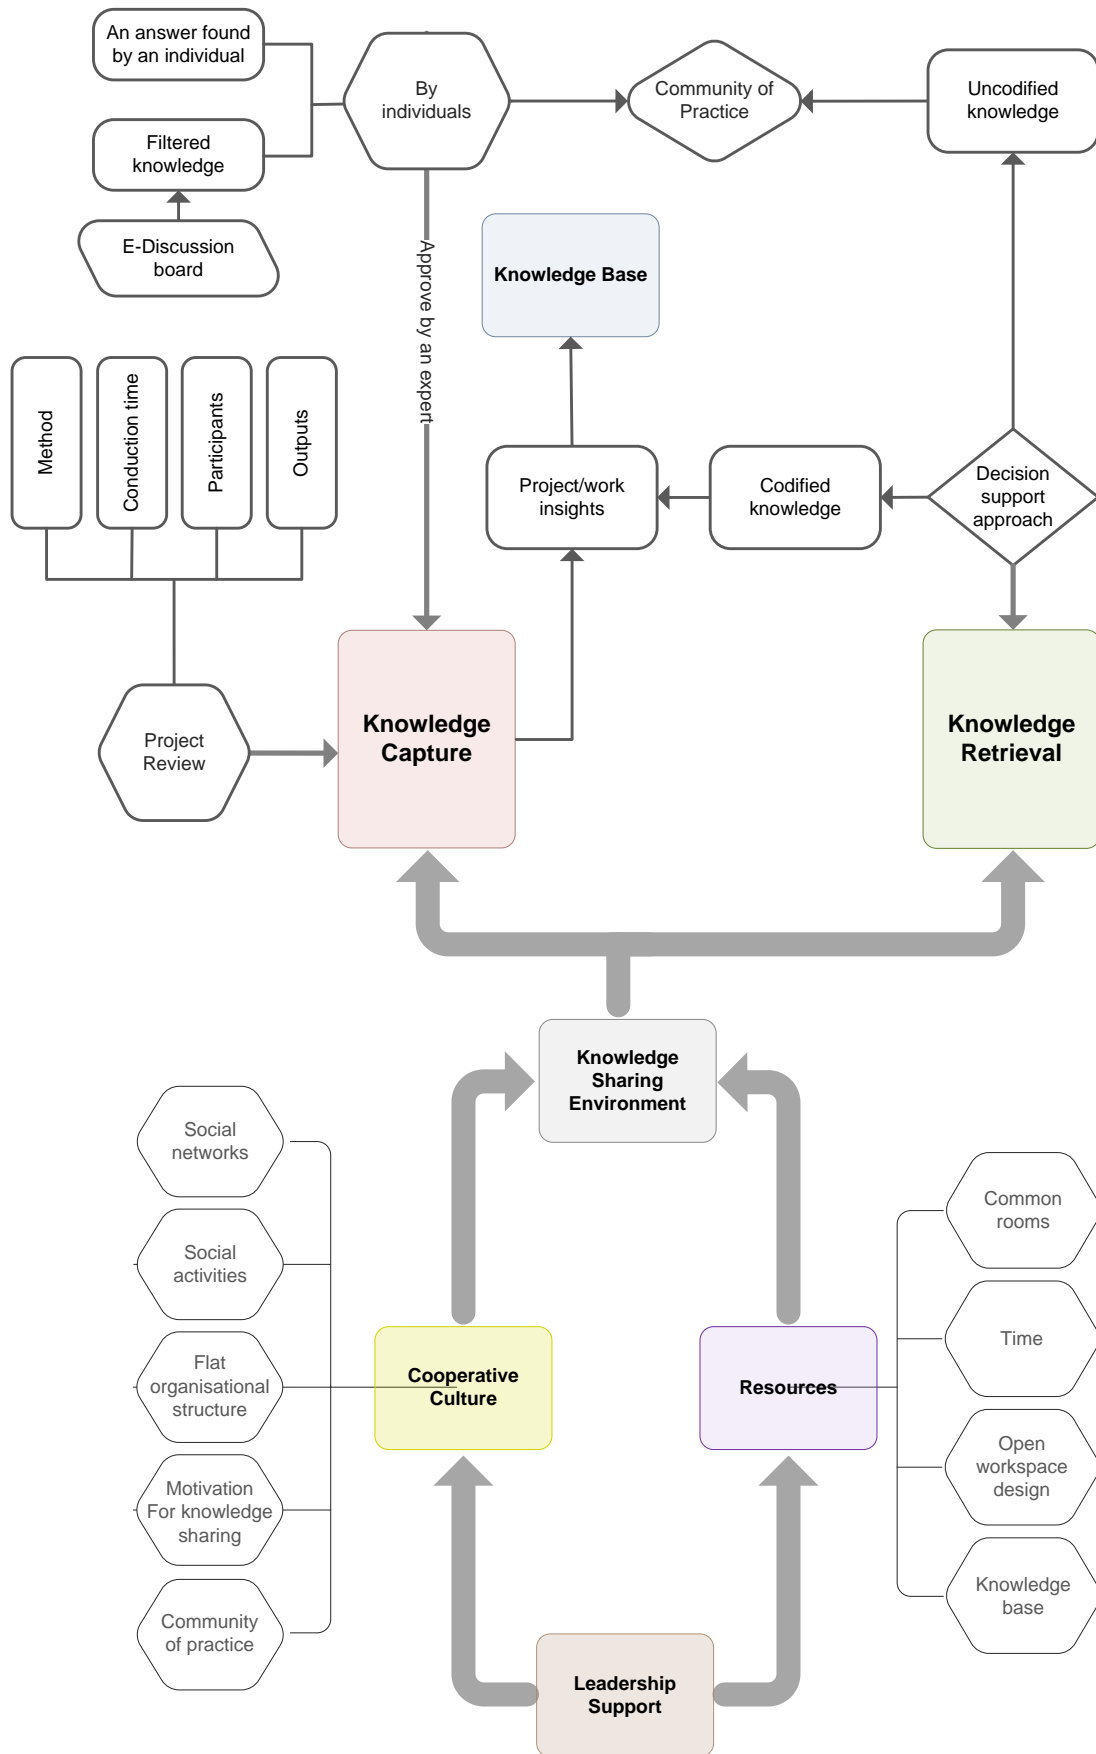 An answer found
by an individual
By
individuals
Community of
Practice
Uncodified
knowledge
Filtered
knowledge
E-Discussion
board
Approve by an expert
Knowledge Base
Method
Conduction time
Participants
Outputs
Project/work
insights
Codified
knowledge
Decision
support
approach
Project
Review
Knowledge
Capture
Knowledge
Retrieval
Knowledge
Sharing
Environment
Social
networks
Social
activities
Flat
organisational
structure
Motivation
For knowledge
sharing
Community
of practice
Cooperative
Culture
Resources
Common
rooms
Time
Open
workspace
design
Knowledge
base
Leadership
Support